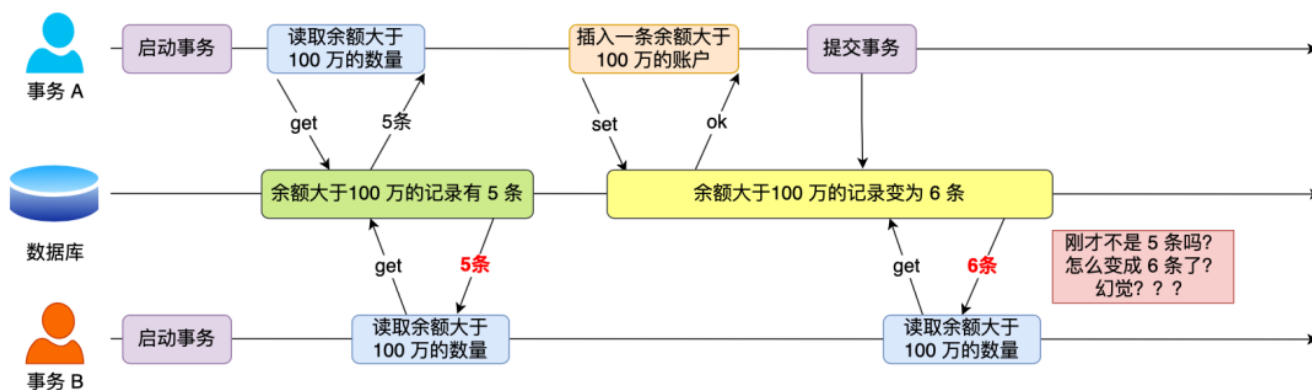 启动事务
读取余额大于
100 万的数量
插入一条余额大于
100 万的账户
提交事务
事务 A
get
5条
set
ok
余额大于100 万的记录有 5 条
余额大于100 万的记录变为 6 条
数据库
get
5条
get
6条
刚才不是 5 条吗?
怎么变成 6 条了?
幻觉? ? ?
启动事务
读取余额大于
100 万的数量
读取余额大于
100 万的数量
事务 B